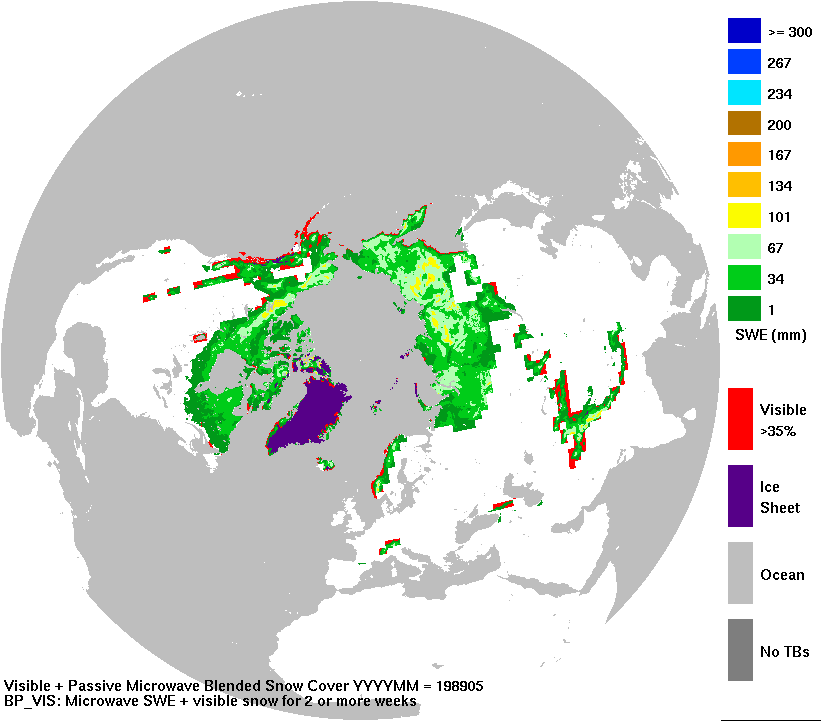 >= 300
267
234
200
167
134
101
67
34
1
SWE (mm)
Visible
>35%
Ice
Sheet
Ocean
No TBs
Visible + Passive Microwave Blended Snow Cover YYYYMM = 198905
BP_VIS: Microwave SWE + visible snow for 2 or more weeks